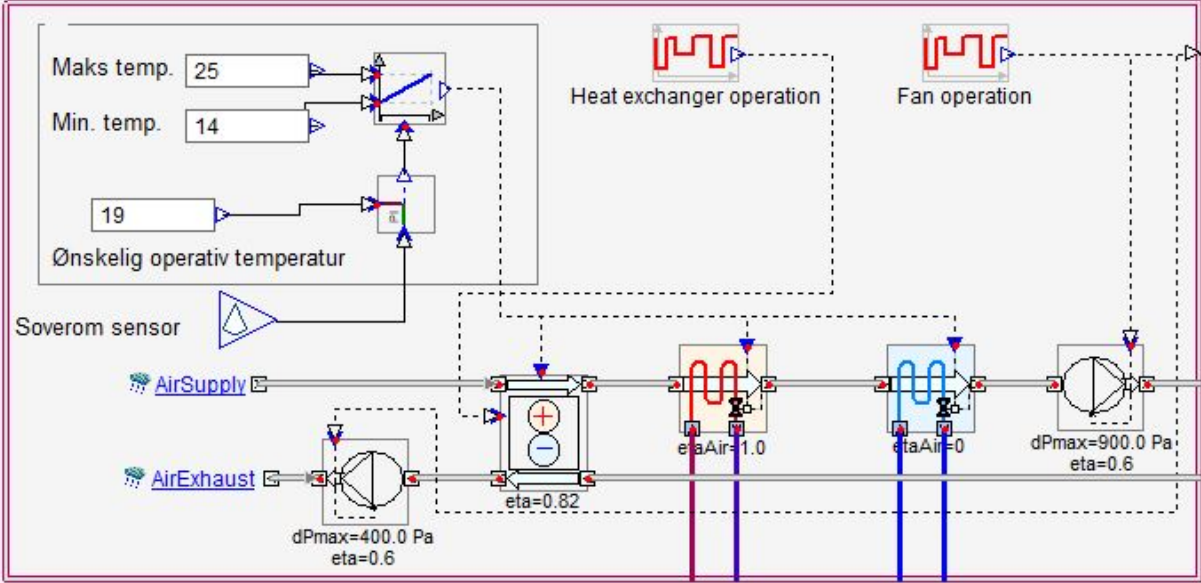 Maks temp.
25
Min. temp.
14
PI
19
Ønskelig operativ temperatur
Soverom sensor
Heat exchanger operation
Fan operation
AirSupply
AirExhaust
etaAir=1.0
etaAir=0
dPmax=900.0 Pa
eta=0.6
eta=0.82
dPmax=400.0 Pa
eta=0.6